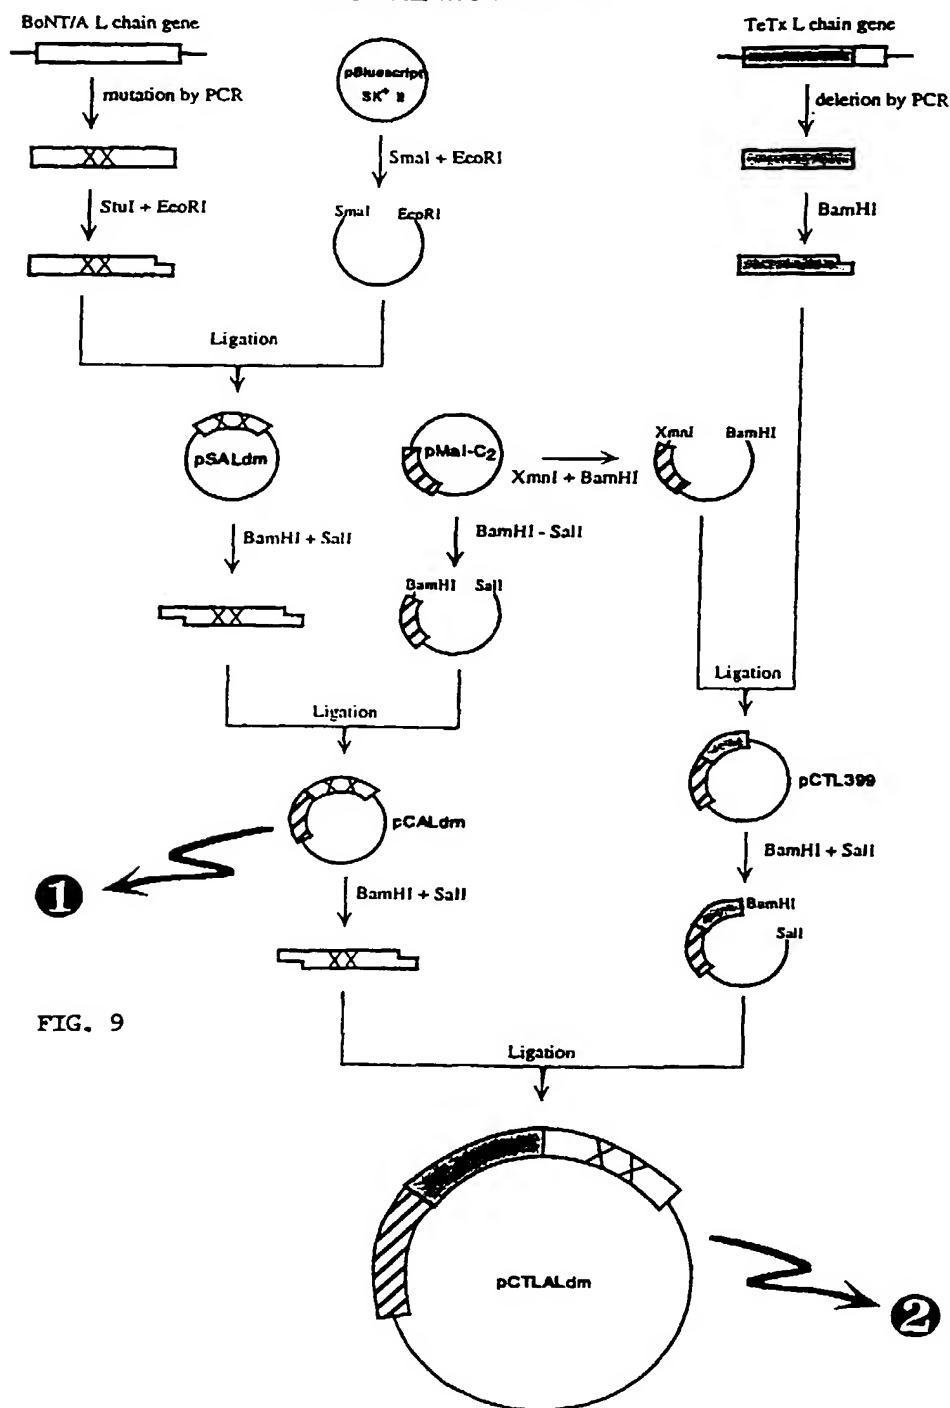 BoNT/A L chain gene
TeTx L chain gene
pBluescript
SK+ II
mutation by PCR
deletion by PCR
SmaI + EcoRI
StuI + EcoRI
SmaI EcoRI
BamHI
Ligation
pSALdm
pMal-C2
XmnI BamHI
XmnI + BamHI
BamHI + SalI
BamHI - SalI
BamHI SalI
Ligation
Ligation
pCALdm
pCTL399
1
BamHI + SalI
BamHI + SalI
BamHI
SalI
FIG. 9
Ligation
pCTLALdm
2